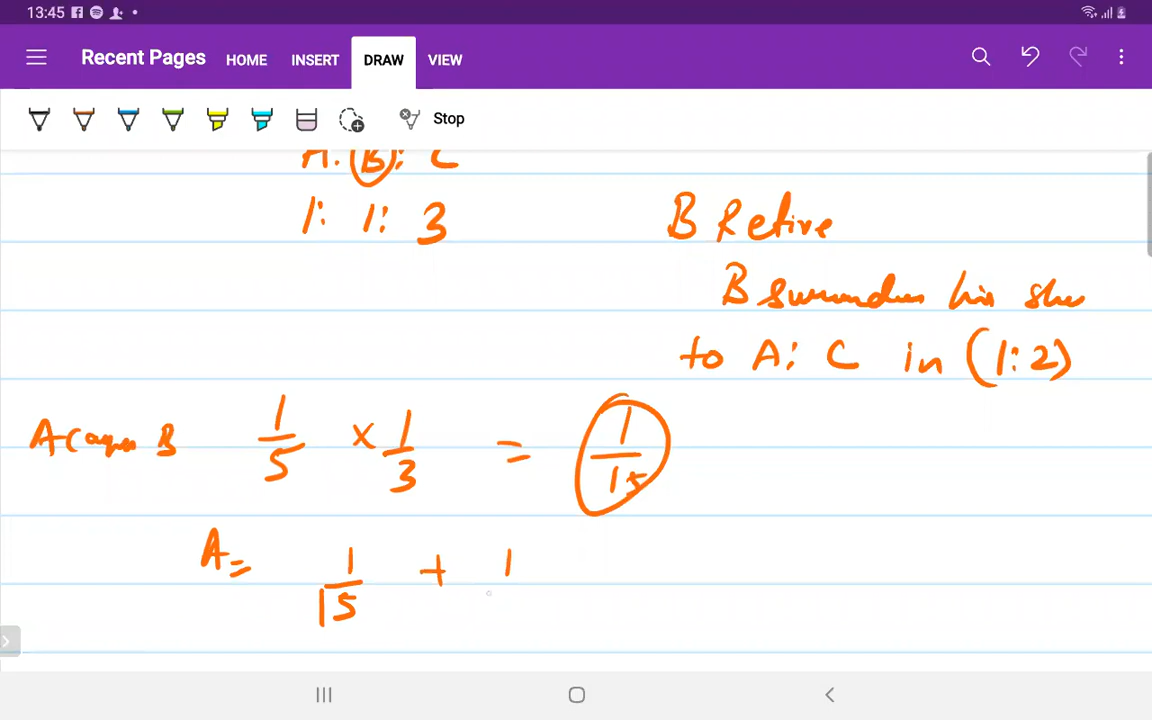 13:45
Recent Pages HOME INSERT DRAW VIEW
Stop
A: B: C
1: 1: 3
B Retire
B surrenders his share
to A: C in (1:2)
A acquires B 1/5 × 1/3 = 1/15
A = 1/15 + 1